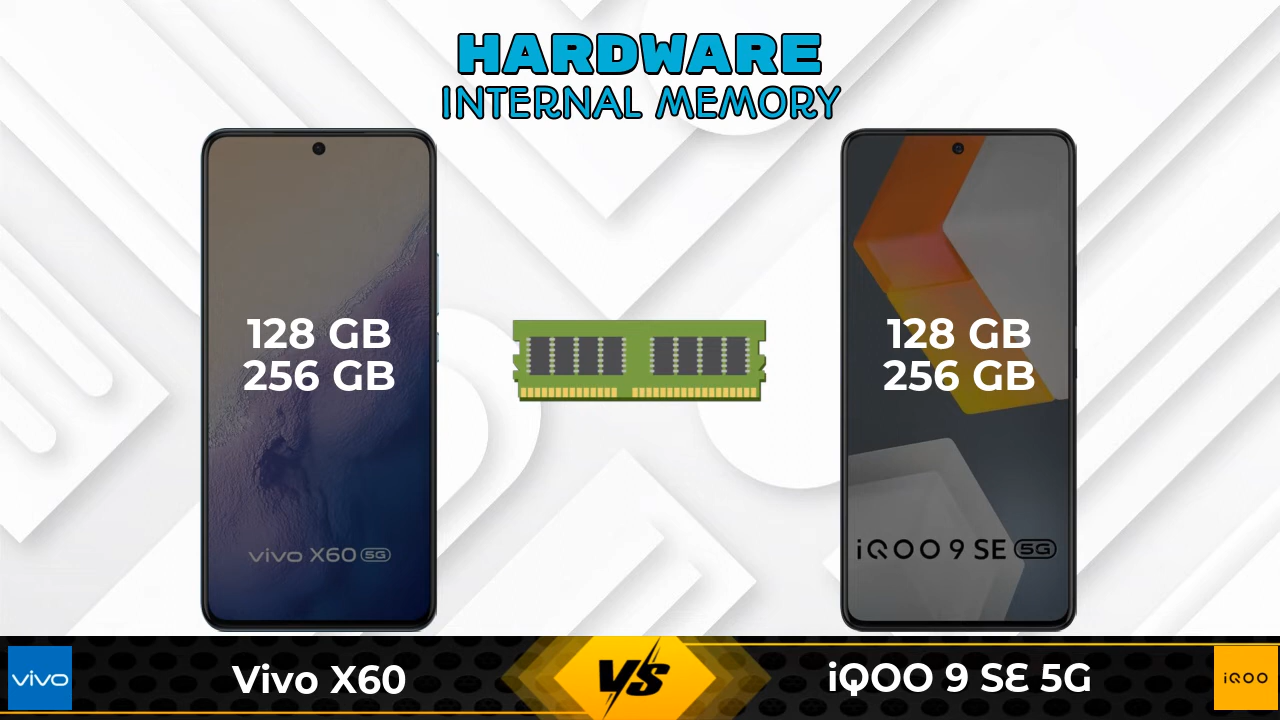 HARDWARE
INTERNAL MEMORY
128 GB
256 GB
vivo X60 5G
128 GB
256 GB
iQOO 9 SE 5G
vivo
Vivo X60
VS
iQOO 9 SE 5G
iQOO